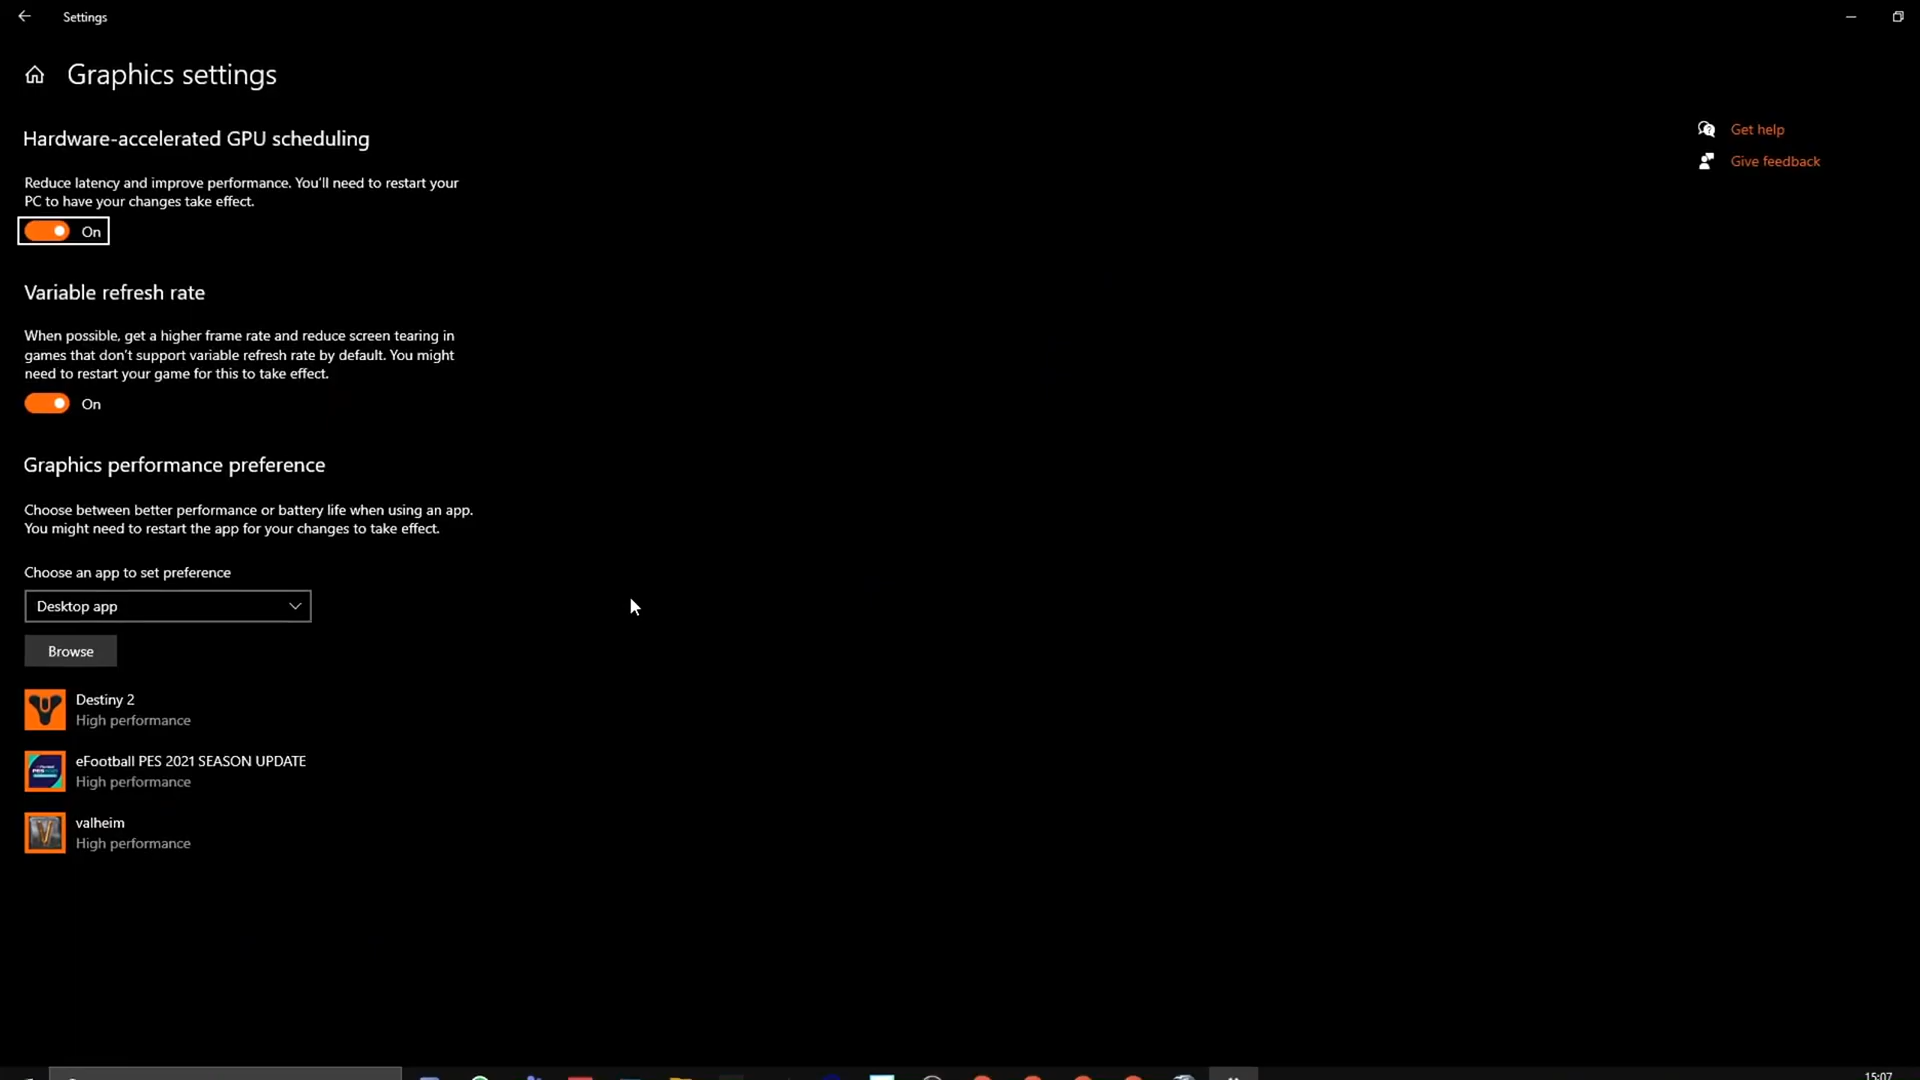 Settings
Graphics settings
Hardware-accelerated GPU scheduling
Reduce latency and improve performance. You'll need to restart your
PC to have your changes take effect.
On
Variable refresh rate
When possible, get a higher frame rate and reduce screen tearing in
games that don't support variable refresh rate by default. You might
need to restart your game for this to take effect.
On
Graphics performance preference
Choose between better performance or battery life when using an app.
You might need to restart the app for your changes to take effect.
Choose an app to set preference
Desktop app
Browse
Destiny 2
High performance
eFootball PES 2021 SEASON UPDATE
High performance
valheim
High performance
Get help
Give feedback
15:07